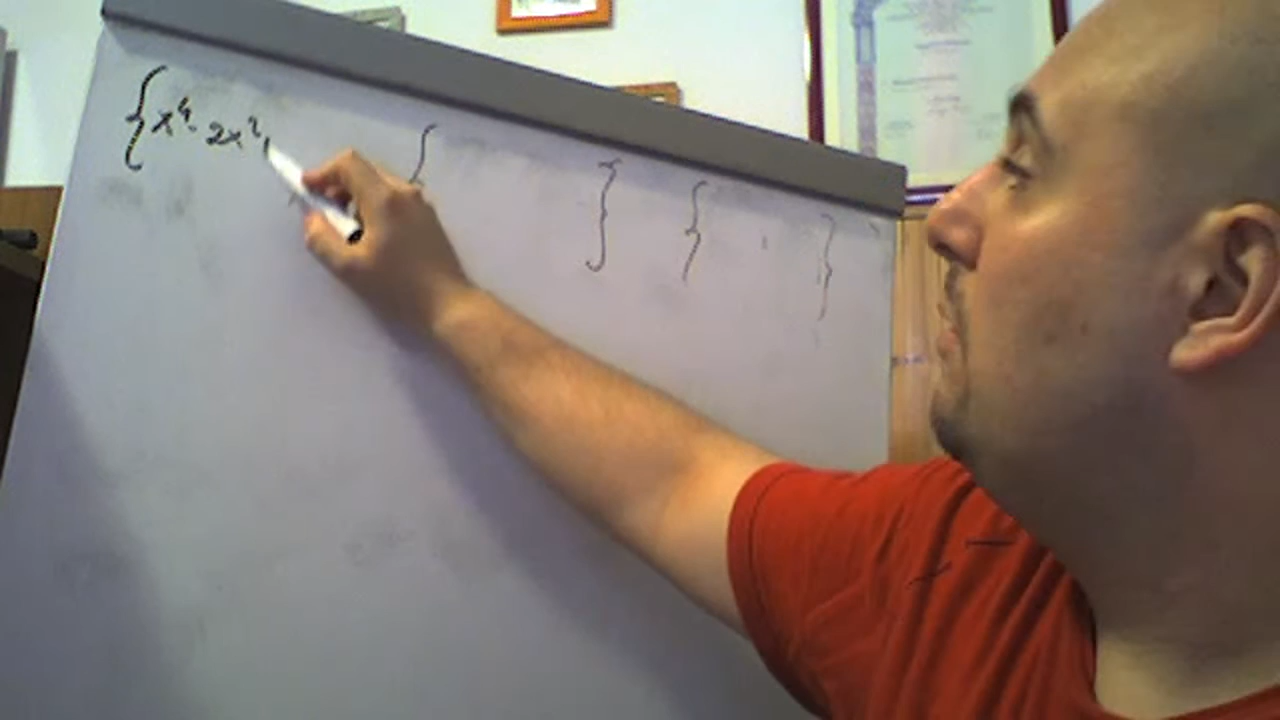 {x⁴ - 2x², { } { , }